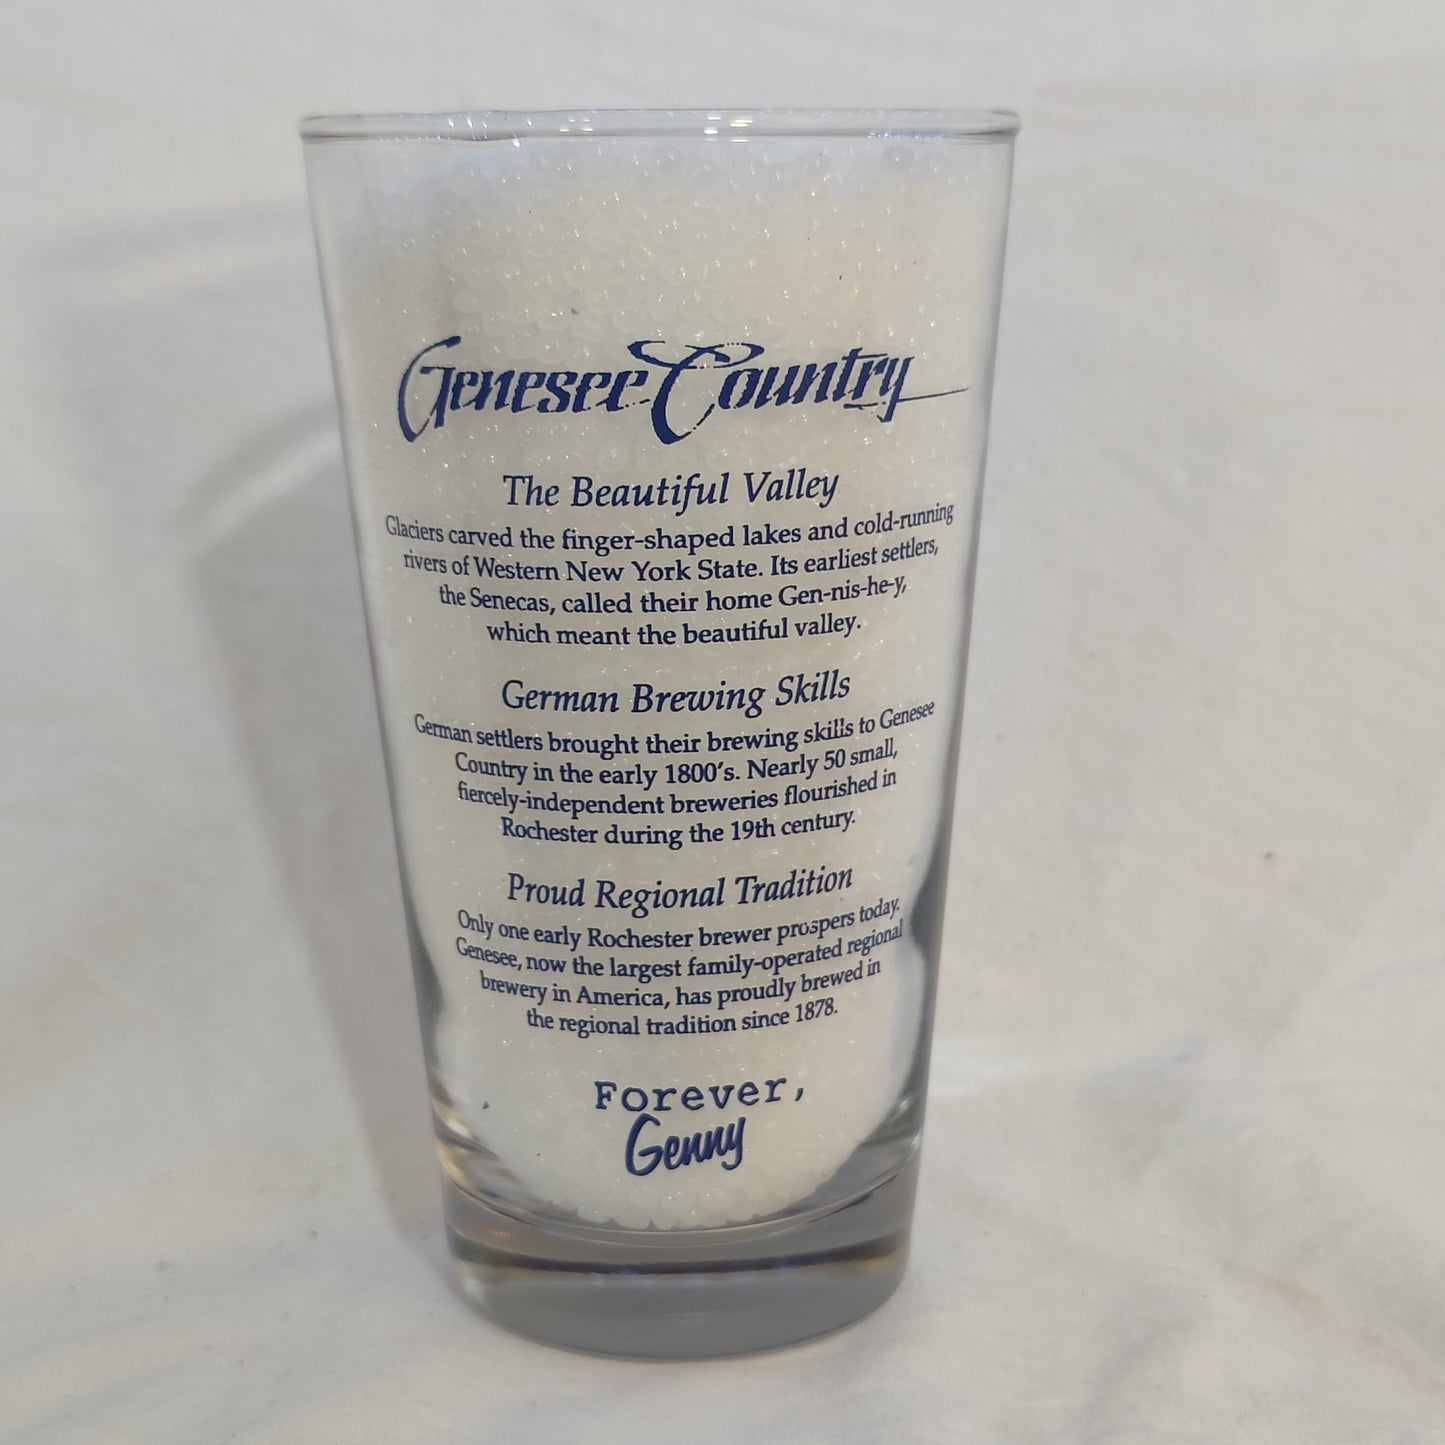 Genesee Country
The Beautiful Valley
Glaciers carved the finger-shaped lakes and cold-running
rivers of Western New York State. Its earliest settlers,
the Senecas, called their home Gen-nis-he-y,
which meant the beautiful valley.
German Brewing Skills
German settlers brought their brewing skills to Genesee
Country in the early 1800's. Nearly 50 small,
fiercely-independent breweries flourished in
Rochester during the 19th century.
Proud Regional Tradition
Only one early Rochester brewer prospers today.
Genesee, now the largest family-operated regional
brewery in America, has proudly brewed in
the regional tradition since 1878.
Forever,
Genny